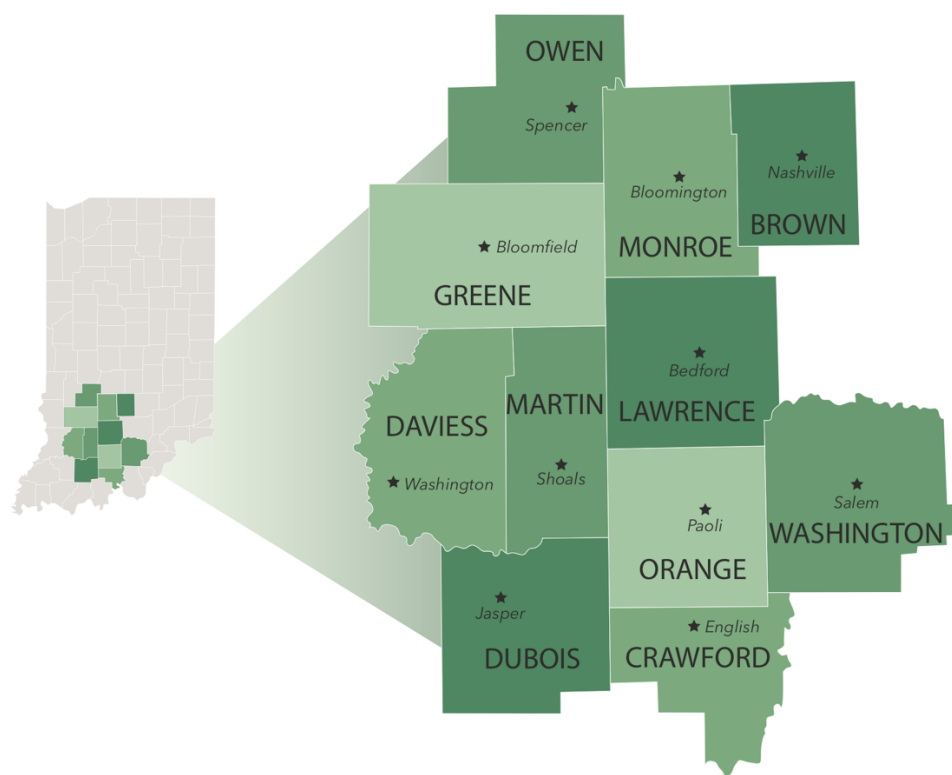 OWEN
Spencer
Bloomington
MONROE
Nashville
BROWN
Bloomfield
GREENE
Bedford
LAWRENCE
DAVIESS
Washington
MARTIN
Shoals
Salem
WASHINGTON
Paoli
ORANGE
Jasper
DUBOIS
English
CRAWFORD